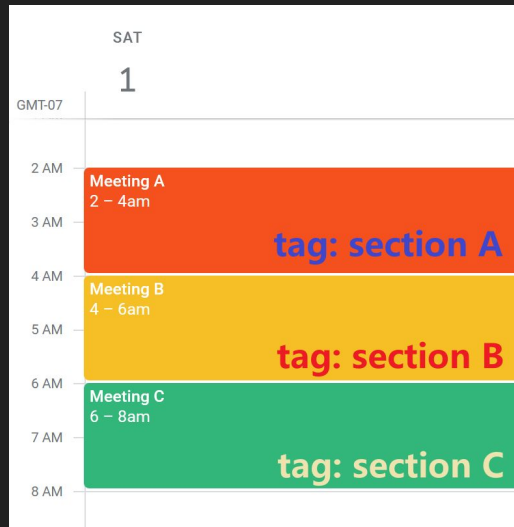 SAT
1
GMT-07
2 AM
Meeting A
2 – 4am
3 AM
tag: section A
4 AM
Meeting B
4 – 6am
5 AM
tag: section B
6 AM
Meeting C
6 – 8am
7 AM
tag: section C
8 AM